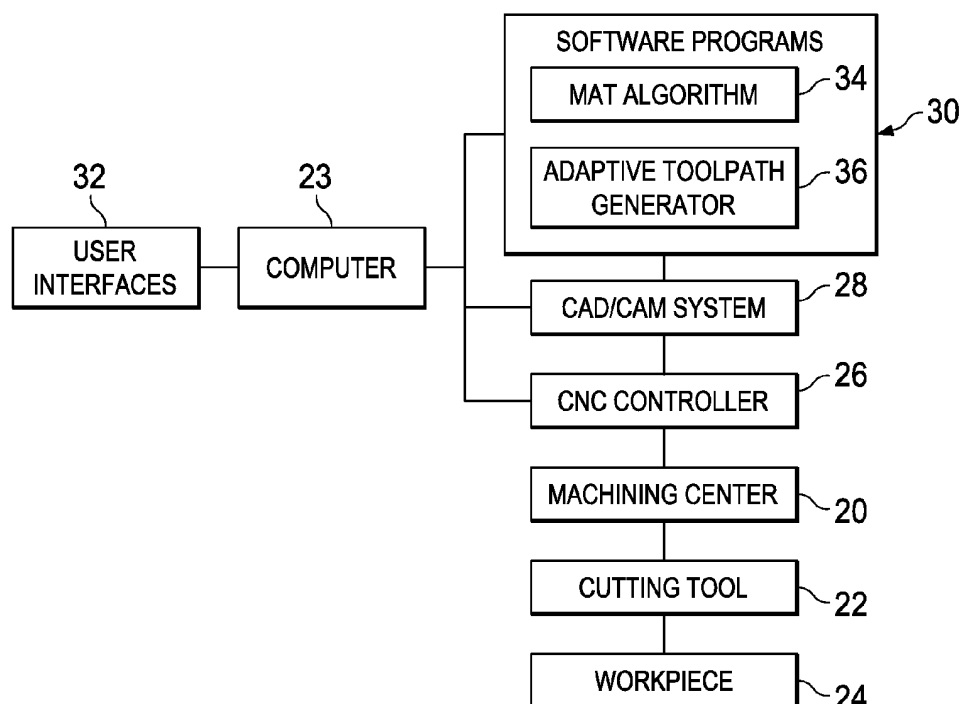 SOFTWARE PROGRAMS
MAT ALGORITHM
34
30
ADAPTIVE TOOLPATH
GENERATOR
36
32
23
USER
INTERFACES
COMPUTER
CAD/CAM SYSTEM
28
CNC CONTROLLER
26
MACHINING CENTER
20
CUTTING TOOL
22
WORKPIECE
24